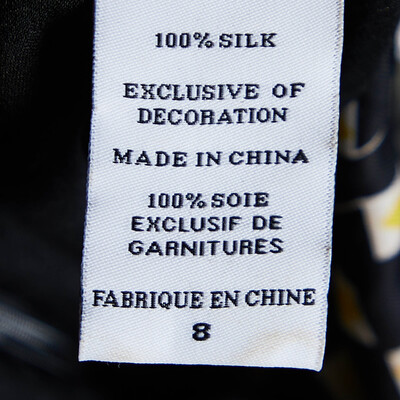 100% SILK
EXCLUSIVE OF
DECORATION
MADE IN CHINA
100% SOIE
EXCLUSIF DE
GARNITURES
FABRIQUE EN CHINE
8